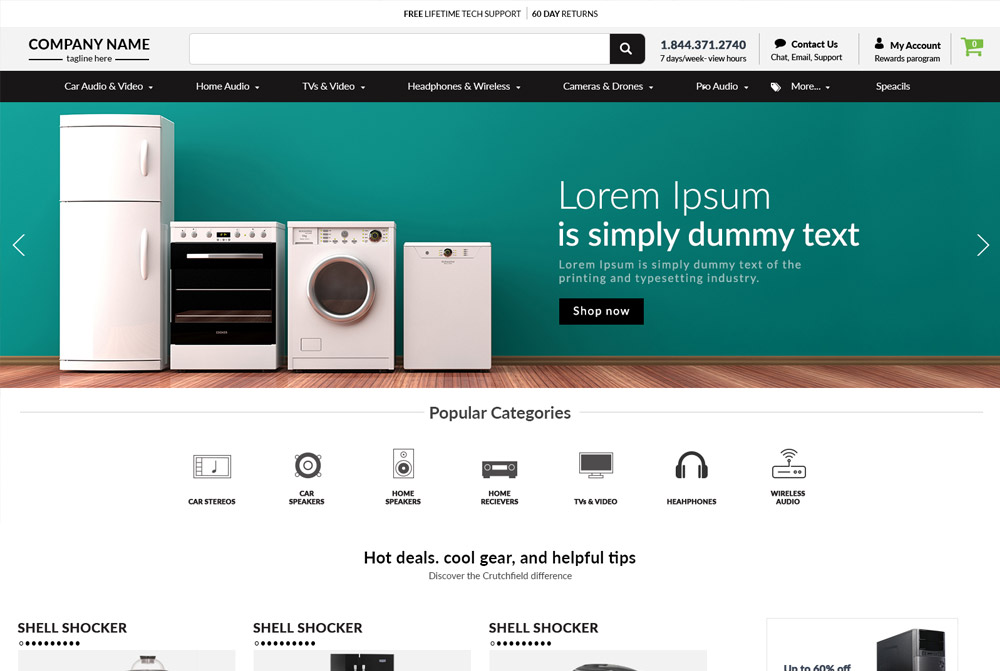 FREE LIFETIME TECH SUPPORT 60 DAY RETURNS
COMPANY NAME
tagline here
1.844.371.2740
7 days/week- view hours
Contact Us
Chat, Email, Support
My Account
Rewards parogram
0
Car Audio & Video
Home Audio
TVs & Video
Headphones & Wireless
Cameras & Drones
Pro Audio
More...
Speacils
Lorem Ipsum
is simply dummy text
Lorem Ipsum is simply dummy text of the
printing and typesetting industry.
Shop now
Popular Categories
CAR STEREOS
CAR
SPEAKERS
HOME
SPEAKERS
HOME
RECIEVERS
TVs & VIDEO
HEAHPHONES
WIRELESS
AUDIO
Hot deals. cool gear, and helpful tips
Discover the Crutchfield difference
SHELL SHOCKER
SHELL SHOCKER
SHELL SHOCKER
Up to 60% off